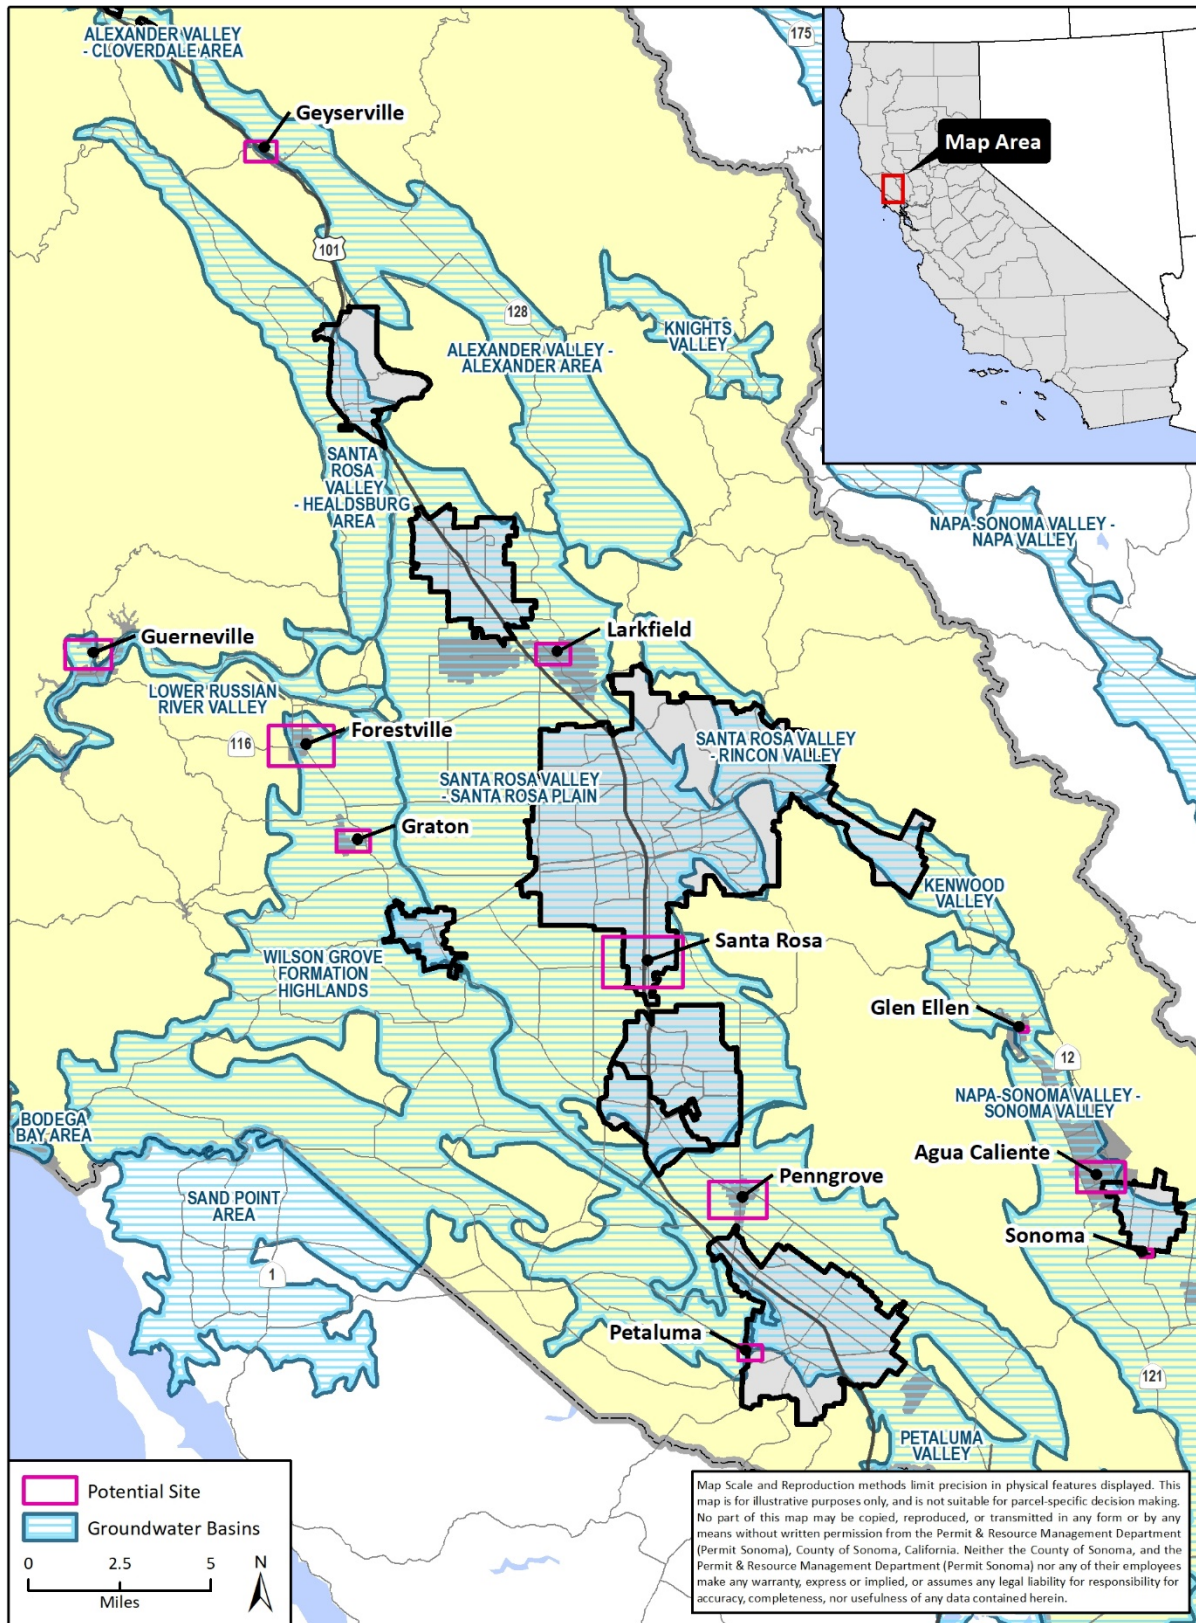 ALEXANDER VALLEY
- CLOVERDALE AREA
175
Geyserville
Map Area
101
128
KNIGHTS
VALLEY
ALEXANDER VALLEY -
ALEXANDER AREA
SANTA
ROSA
VALLEY
- HEALDSBURG
AREA
NAPA-SONOMA VALLEY -
NAPA VALLEY
Guerneville
Larkfield
LOWER RUSSIAN
RIVER VALLEY
116
Forestville
SANTA ROSA VALLEY
- RINCON VALLEY
SANTA ROSA VALLEY
- SANTA ROSA PLAIN
Graton
KENWOOD
VALLEY
Santa Rosa
WILSON GROVE
FORMATION
HIGHLANDS
Glen Ellen
12
NAPA-SONOMA VALLEY -
SONOMA VALLEY
BODEGA
BAY AREA
Agua Caliente
Penngrove
SAND POINT
AREA
Sonoma
1
Petaluma
121
PETALUMA
VALLEY
Potential Site
Groundwater Basins
0 2.5 5
Miles
N
Map Scale and Reproduction methods limit precision in physical features displayed. This
map is for illustrative purposes only, and is not suitable for parcel-specific decision making.
No part of this map may be copied, reproduced, or transmitted in any form or by any
means without written permission from the Permit & Resource Management Department
(Permit Sonoma), County of Sonoma, California. Neither the County of Sonoma, and the
Permit & Resource Management Department (Permit Sonoma) nor any of their employees
make any warranty, express or implied, or assumes any legal liability for responsibility for
accuracy, completeness, nor usefulness of any data contained herein.